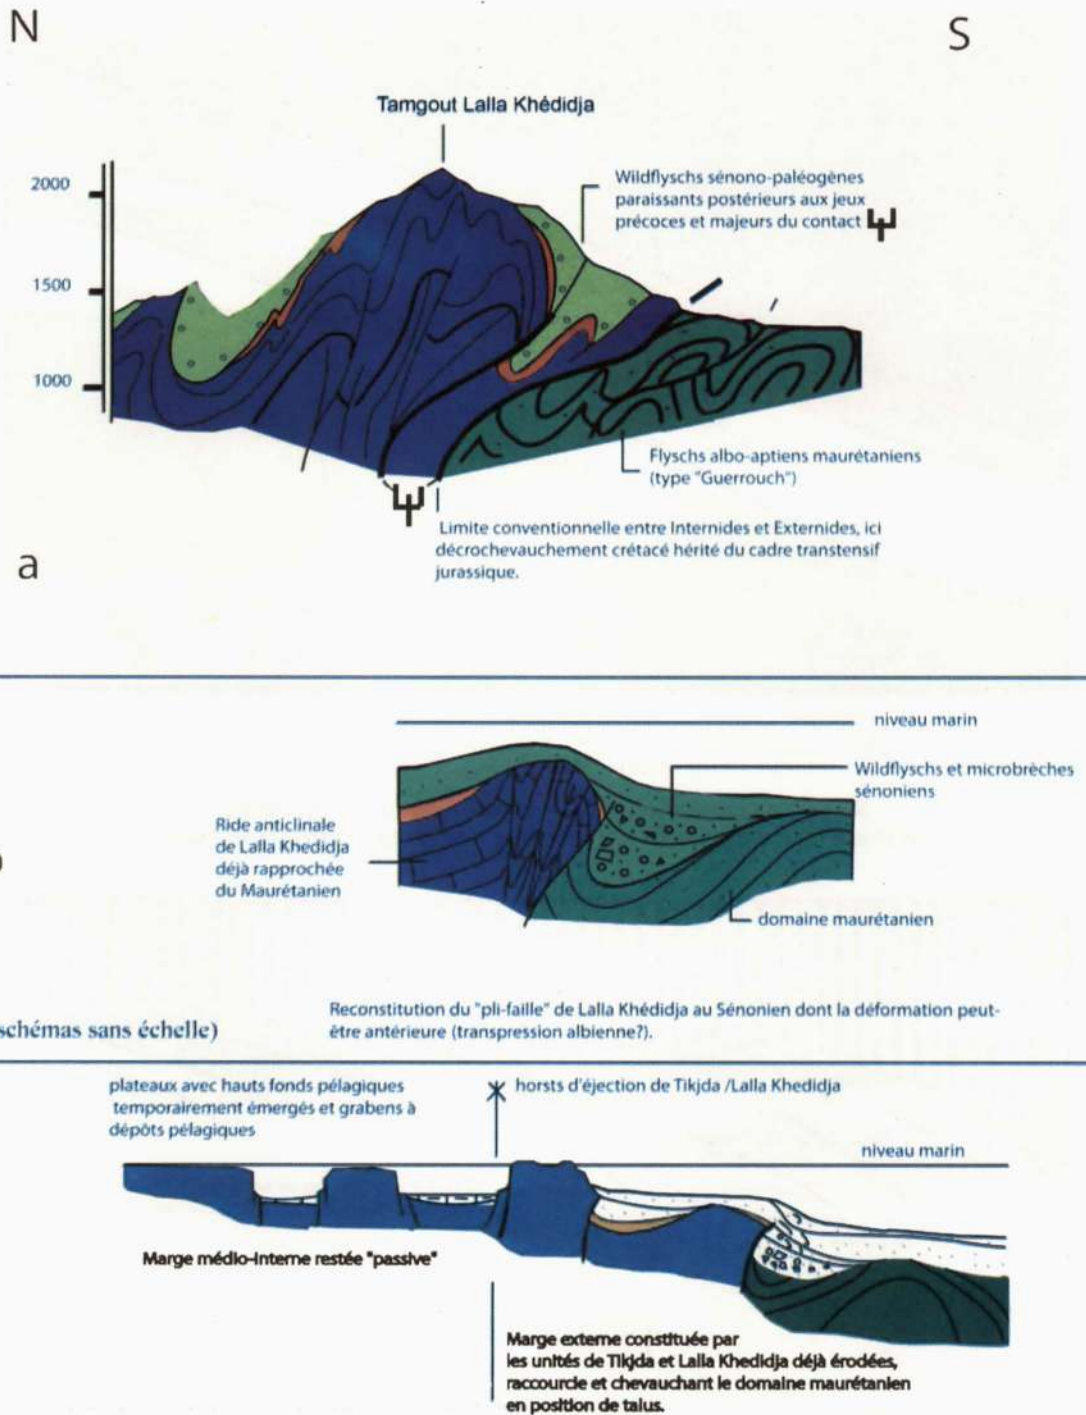 N
S
Tamgout Lalla Khédidja
2000
1500
1000
Wildflyschs sénono-paléogènes
paraissants postérieurs aux jeux
précoces et majeurs du contact
Flyschs albo-aptiens maurétaniens
(type "Guerrouch")
Limite conventionnelle entre Internides et Externides, ici
décrochevauchement crétacé hérité du cadre transtensif
jurassique.
a
niveau marin
Wildflyschs et microbrèches
sénoniens
Ride anticlinale
de Lalla Khedidja
déjà rapprochée
du Maurétanien
domaine maurétanien
schémas sans échelle)
Reconstitution du "pli-faille" de Lalla Khédidja au Sénonien dont la déformation peut-
être antérieure (transpression albienne?).
plateaux avec hauts fonds pélagiques
temporairement émergés et grabens à
dépôts pélagiques
horsts d'éjection de Tikjda /Lalla Khedidja
niveau marin
Marge médio-interne restée "passive"
Marge externe constituée par
les unités de Tikjda et Lalla Khedidja déjà érodées,
raccourcie et chevauchant le domaine maurétanien
en position de talus.